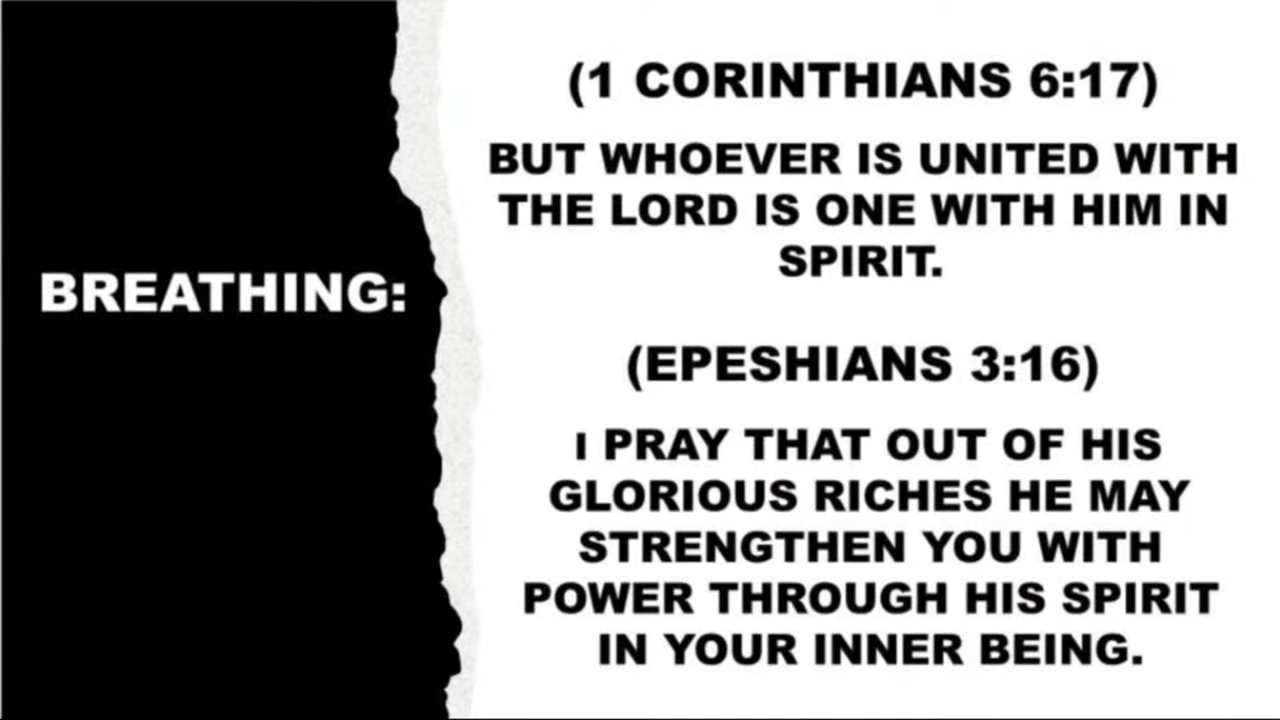 BREATHING:
(1 CORINTHIANS 6:17)
BUT WHOEVER IS UNITED WITH
THE LORD IS ONE WITH HIM IN
SPIRIT.
(EPESHIANS 3:16)
I PRAY THAT OUT OF HIS
GLORIOUS RICHES HE MAY
STRENGTHEN YOU WITH
POWER THROUGH HIS SPIRIT
IN YOUR INNER BEING.